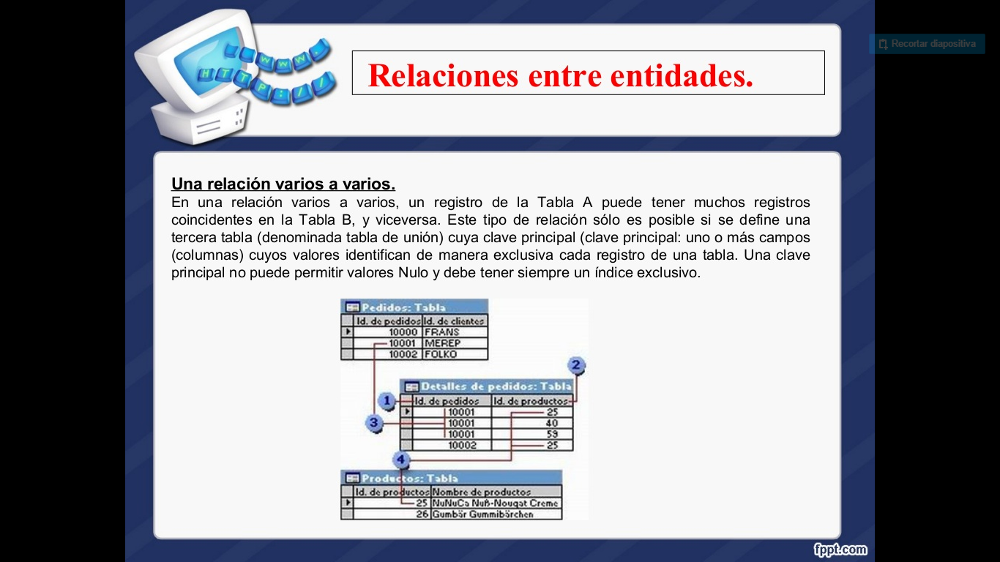 Recortar diapositiva
WWW.
HTTP://
Relaciones entre entidades.
Una relación varios a varios.
En una relación varios a varios, un registro de la Tabla A puede tener muchos registros
coincidentes en la Tabla B, y viceversa. Este tipo de relación sólo es posible si se define una
tercera tabla (denominada tabla de unión) cuya clave principal (clave principal: uno o más campos
(columnas) cuyos valores identifican de manera exclusiva cada registro de una tabla. Una clave
principal no puede permitir valores Nulo y debe tener siempre un índice exclusivo.
Pedidos: Tabla
Id. de pedidos Id. de clientes
10000 FRANS
10001 MEREP
10002 FOLKO
2
Detalles de pedidos: Tabla
1
Id. de pedidos Id. de productos
10001 25
3
10001 40
10001 59
10002 25
4
Productos: Tabla
Id. de productos Nombre de productos
25 NuNuCa Nuß-Nougat Creme
26 Gumbär Gummibärchen
fppt.com